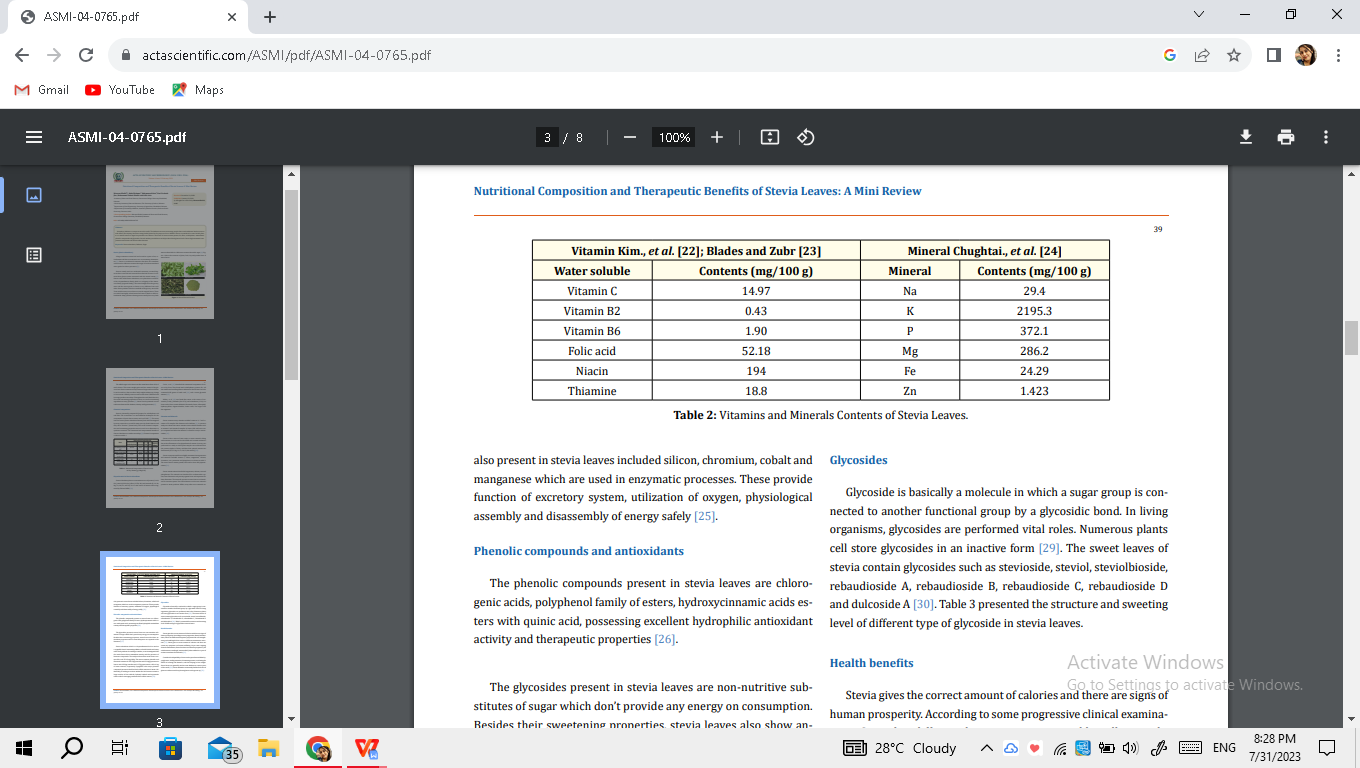 ASMI-04-0765.pdf
actascientific.com/ASMI/pdf/ASMI-04-0765.pdf
Gmail YouTube Maps
ASMI-04-0765.pdf 3 / 8 100%
1
2
3
Nutritional Composition and Therapeutic Benefits of Stevia Leaves: A Mini Review
39
Vitamin Kim., et al. [22]; Blades and Zubr [23] Mineral Chughtai., et al. [24]
Water soluble Contents (mg/100 g) Mineral Contents (mg/100 g)
Vitamin C 14.97 Na 29.4
Vitamin B2 0.43 K 2195.3
Vitamin B6 1.90 P 372.1
Folic acid 52.18 Mg 286.2
Niacin 194 Fe 24.29
Thiamine 18.8 Zn 1.423
Table 2: Vitamins and Minerals Contents of Stevia Leaves.
also present in stevia leaves included silicon, chromium, cobalt and
manganese which are used in enzymatic processes. These provide
function of excretory system, utilization of oxygen, physiological
assembly and disassembly of energy safely [25].
Phenolic compounds and antioxidants
The phenolic compounds present in stevia leaves are chloro-
genic acids, polyphenol family of esters, hydroxycinnamic acids es-
ters with quinic acid, possessing excellent hydrophilic antioxidant
activity and therapeutic properties [26].
The glycosides present in stevia leaves are non-nutritive sub-
stitutes of sugar which don't provide any energy on consumption.
Besides their sweetening properties, stevia leaves also show an-
Glycosides
Glycoside is basically a molecule in which a sugar group is con-
nected to another functional group by a glycosidic bond. In living
organisms, glycosides are performed vital roles. Numerous plants
cell store glycosides in an inactive form [29]. The sweet leaves of
stevia contain glycosides such as stevioside, steviol, steviolbioside,
rebaudioside A, rebaudioside B, rebaudioside C, rebaudioside D
and dulcoside A [30]. Table 3 presented the structure and sweeting
level of different type of glycoside in stevia leaves.
Health benefits
Stevia gives the correct amount of calories and there are signs of
human prosperity. According to some progressive clinical examina-
Activate Windows
Go to Settings to activate Windows.
35
28°C Cloudy
ENG
8:28 PM
7/31/2023